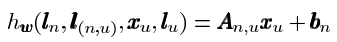 h_w(l_n, l_(n,u), x_u, l_u) = A_{n,u} x_u + b_n